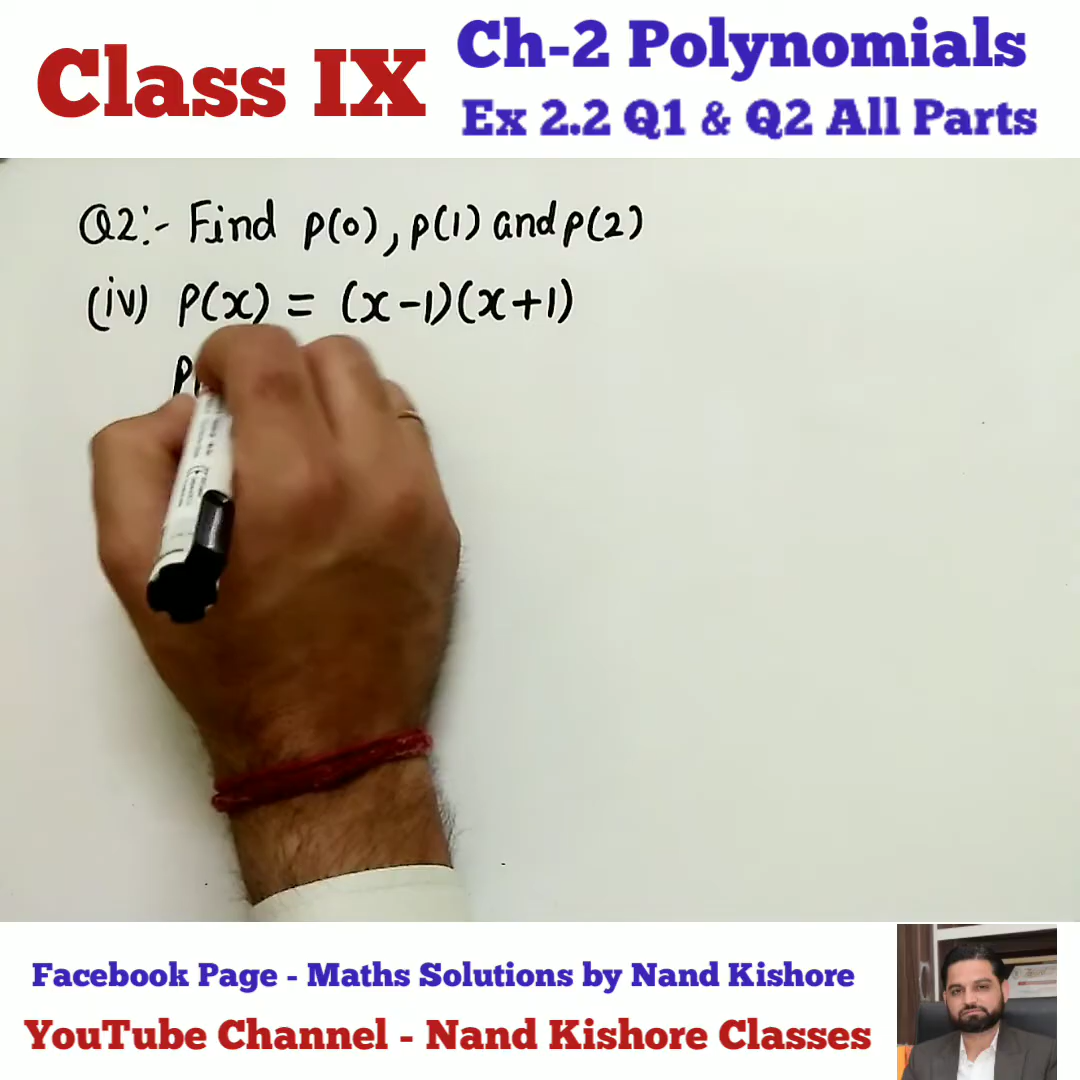 Class IX
Ch-2 Polynomials
Ex 2.2 Q1 & Q2 All Parts
Q2:- Find p(0), p(1) and p(2)
(iv) p(x) = (x-1)(x+1)
p(
Facebook Page - Maths Solutions by Nand Kishore
YouTube Channel - Nand Kishore Classes